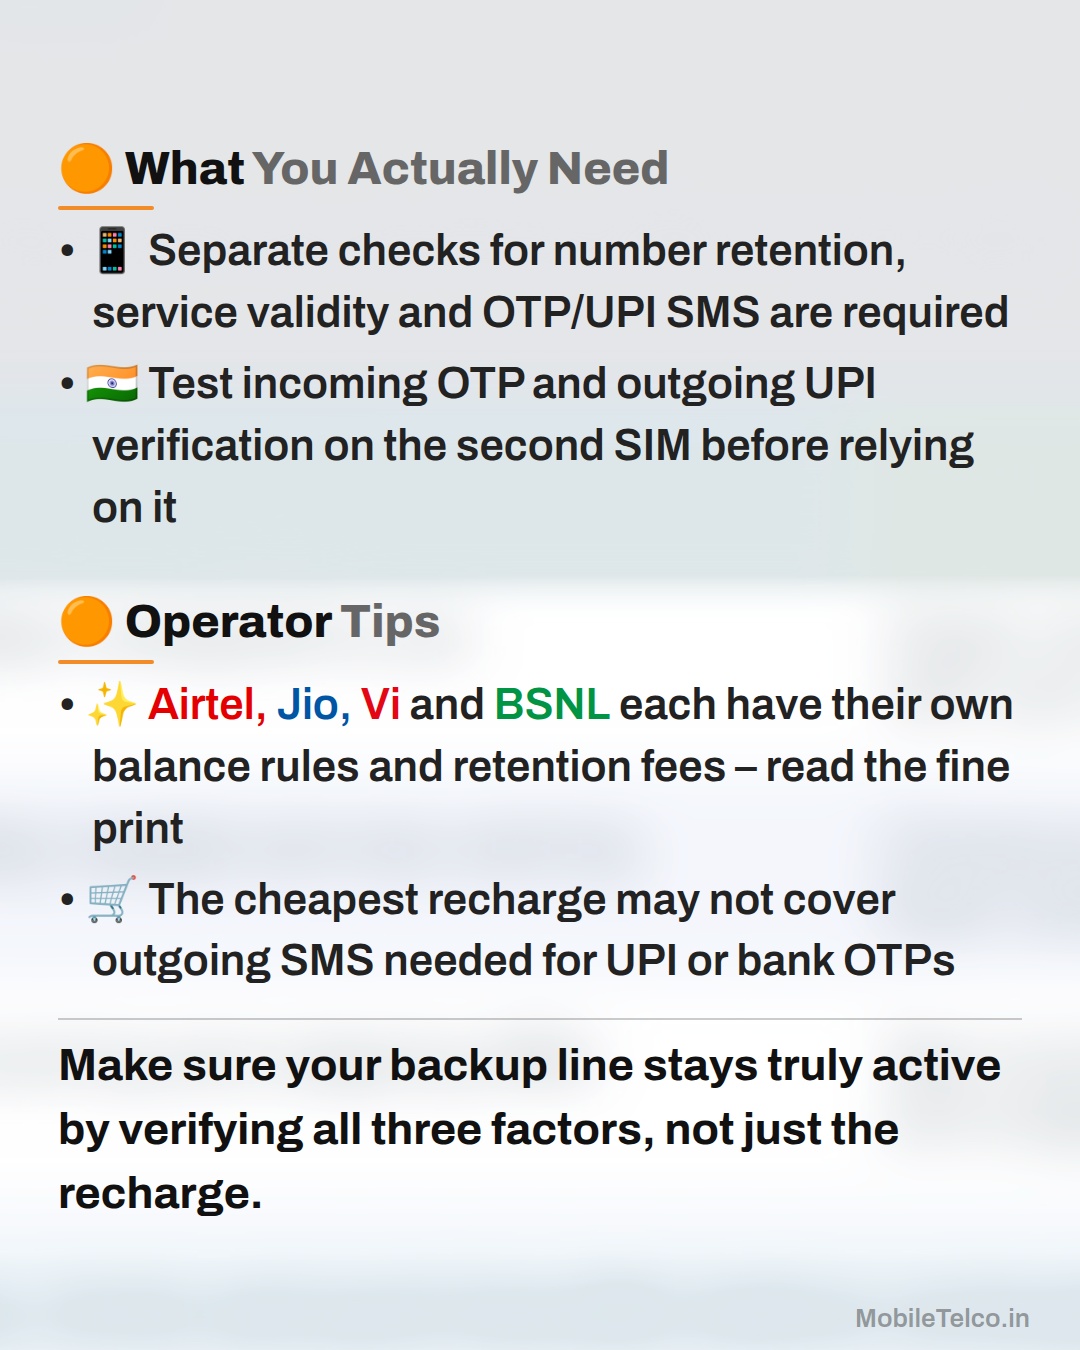 🟠 What You Actually Need
• 📱 Separate checks for number retention,
service validity and OTP/UPI SMS are required
• 🇮🇳 Test incoming OTP and outgoing UPI
verification on the second SIM before relying
on it
🟠 Operator Tips
• ✨ Airtel, Jio, Vi and BSNL each have their own
balance rules and retention fees – read the fine
print
• 🛒 The cheapest recharge may not cover
outgoing SMS needed for UPI or bank OTPs
Make sure your backup line stays truly active
by verifying all three factors, not just the
recharge.
MobileTelco.in